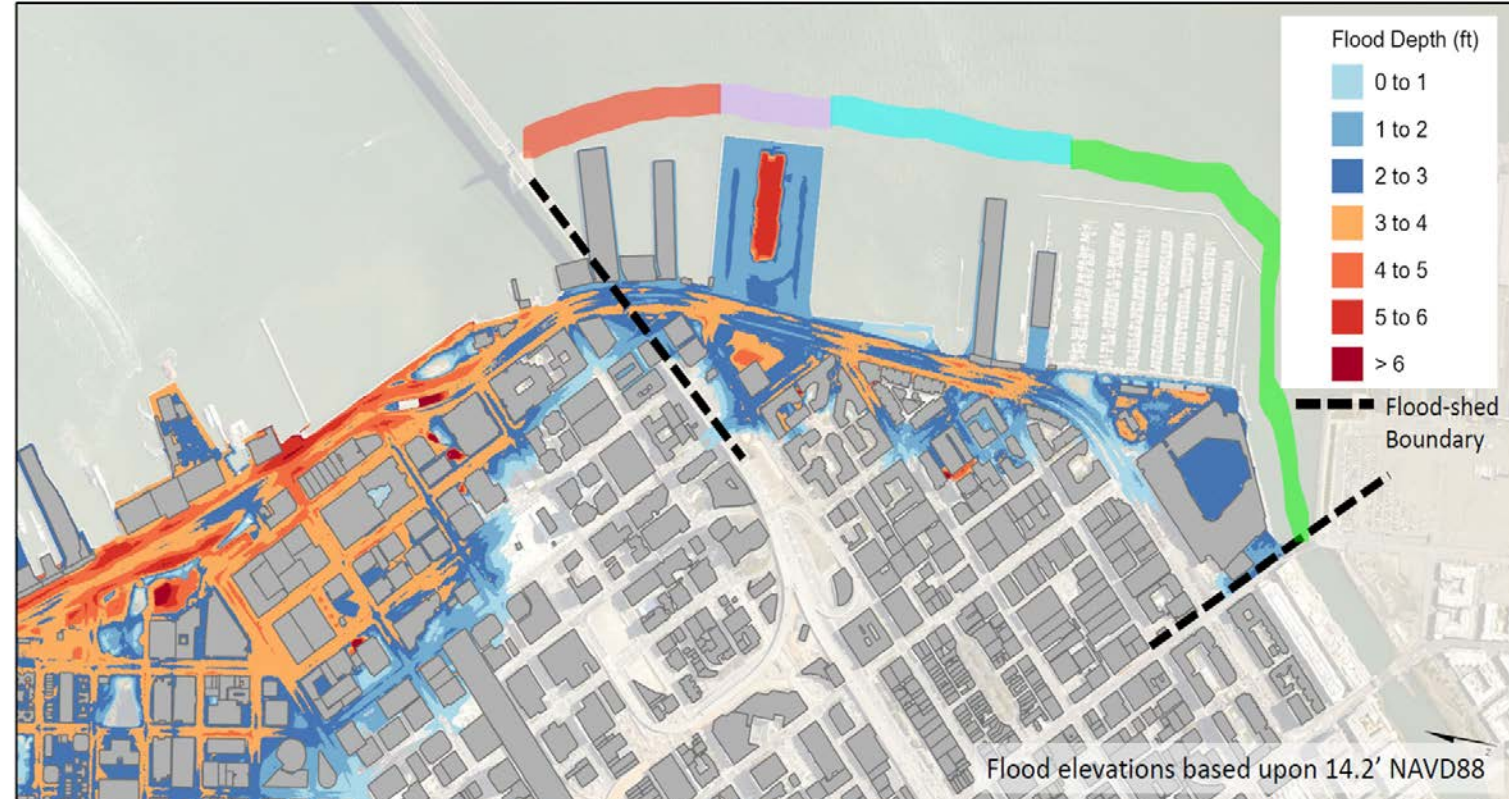 Flood Depth (ft)
0 to 1
1 to 2
2 to 3
3 to 4
4 to 5
5 to 6
> 6
Flood-shed
Boundary
z
Flood elevations based upon 14.2’ NAVD88